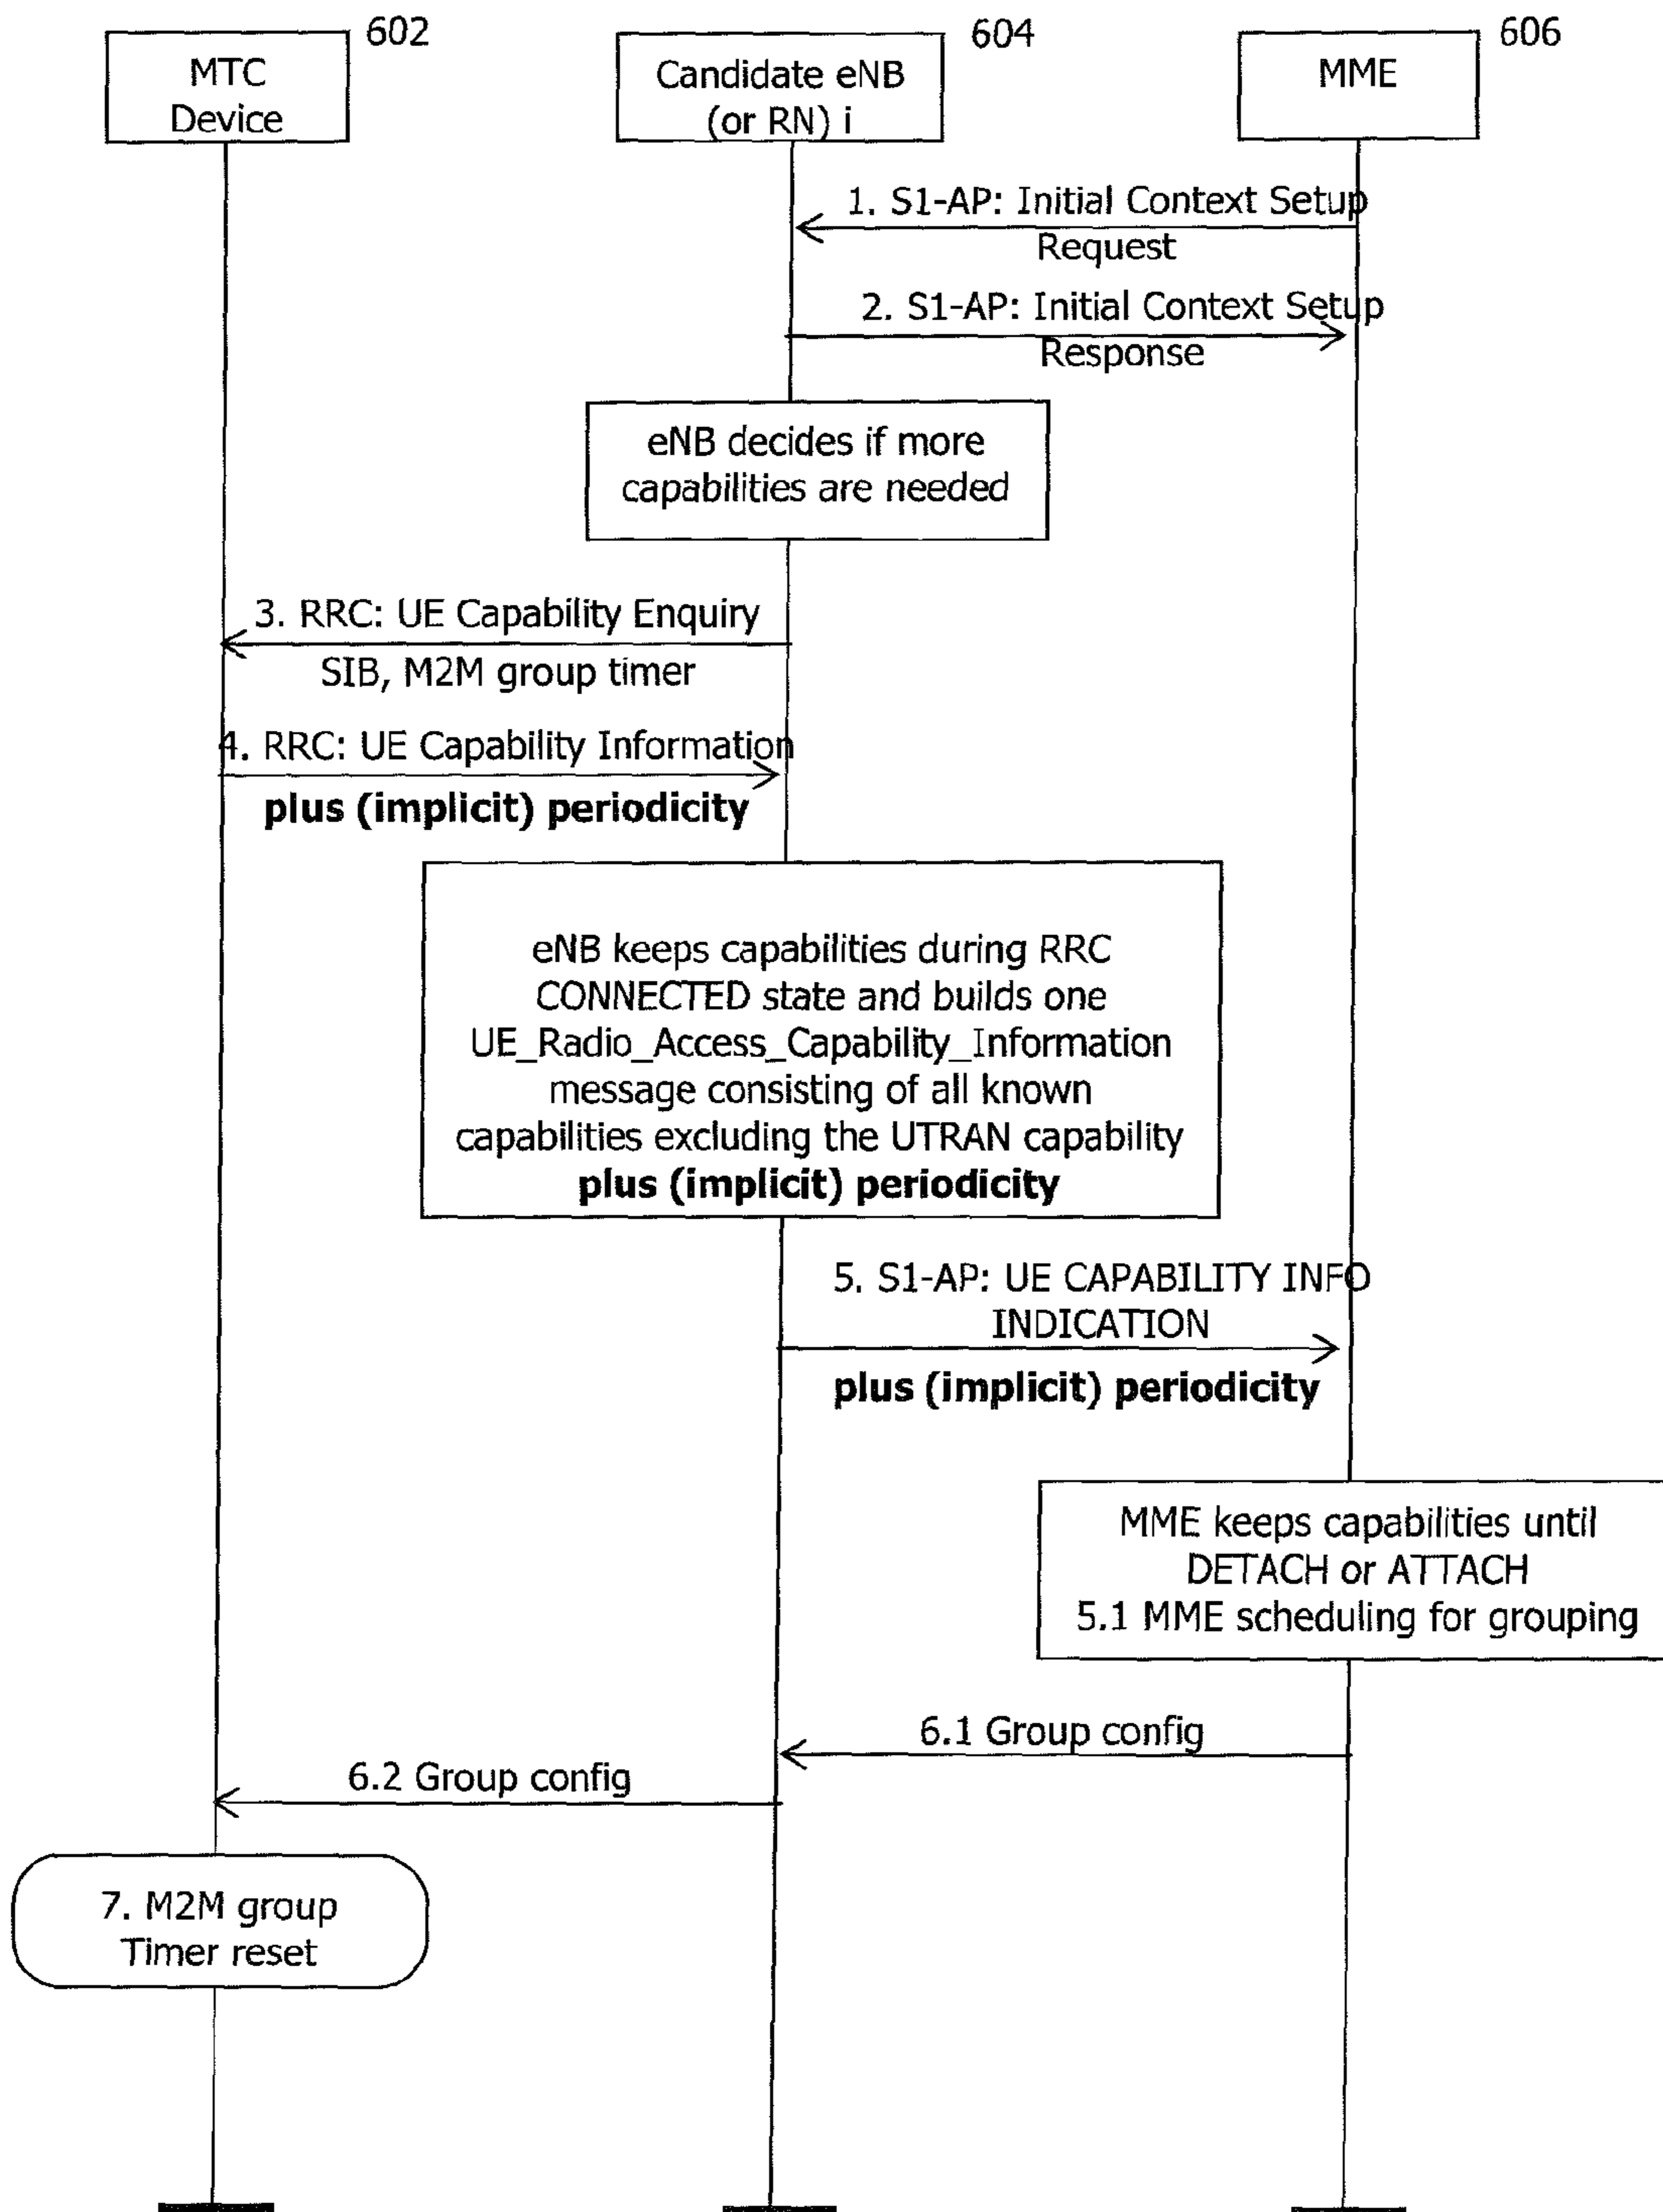 602
MTC
Device
604
Candidate eNB
(or RN) i
606
MME
1. S1-AP: Initial Context Setup
Request
2. S1-AP: Initial Context Setup
Response
eNB decides if more
capabilities are needed
3. RRC: UE Capability Enquiry
SIB, M2M group timer
4. RRC: UE Capability Information
plus (implicit) periodicity
eNB keeps capabilities during RRC
CONNECTED state and builds one
UE_Radio_Access_Capability_Information
message consisting of all known
capabilities excluding the UTRAN capability
plus (implicit) periodicity
5. S1-AP: UE CAPABILITY INFO
INDICATION
plus (implicit) periodicity
MME keeps capabilities until
DETACH or ATTACH
5.1 MME scheduling for grouping
6.1 Group config
6.2 Group config
7. M2M group
Timer reset